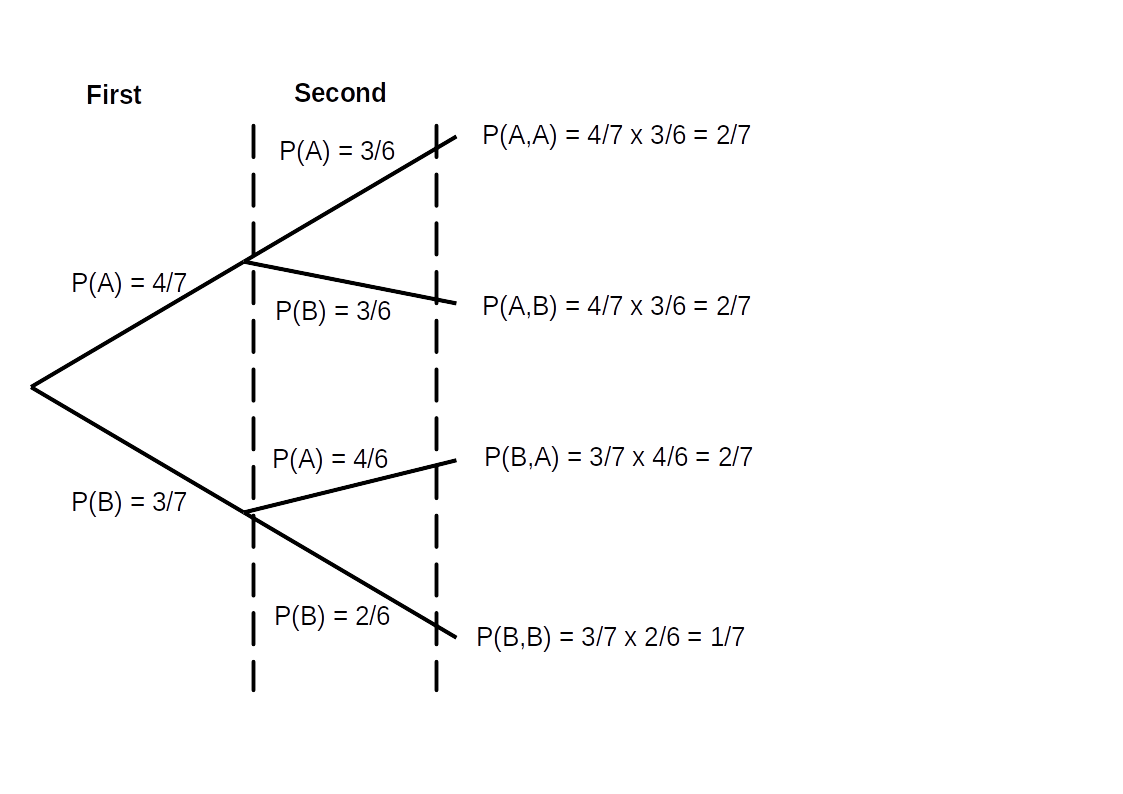 First
Second
P(A) = 3/6
P(A,A) = 4/7 x 3/6 = 2/7
P(A) = 4/7
P(B) = 3/6
P(A,B) = 4/7 x 3/6 = 2/7
P(A) = 4/6
P(B,A) = 3/7 x 4/6 = 2/7
P(B) = 3/7
P(B) = 2/6
P(B,B) = 3/7 x 2/6 = 1/7